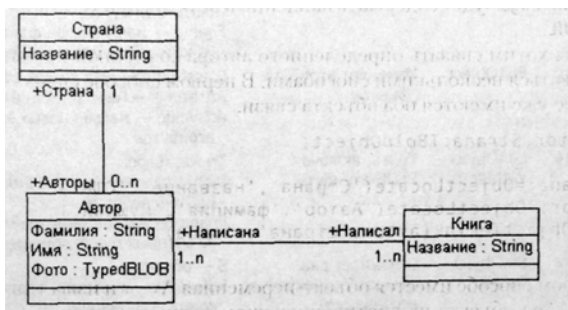 Страна
Название : String
+Страна 1
+Авторы 0..n
Автор
Фамилия : String
Имя : String
Фото : TypedBLOB
+Написана +Написал
1..n 1..n
Книга
Название : String